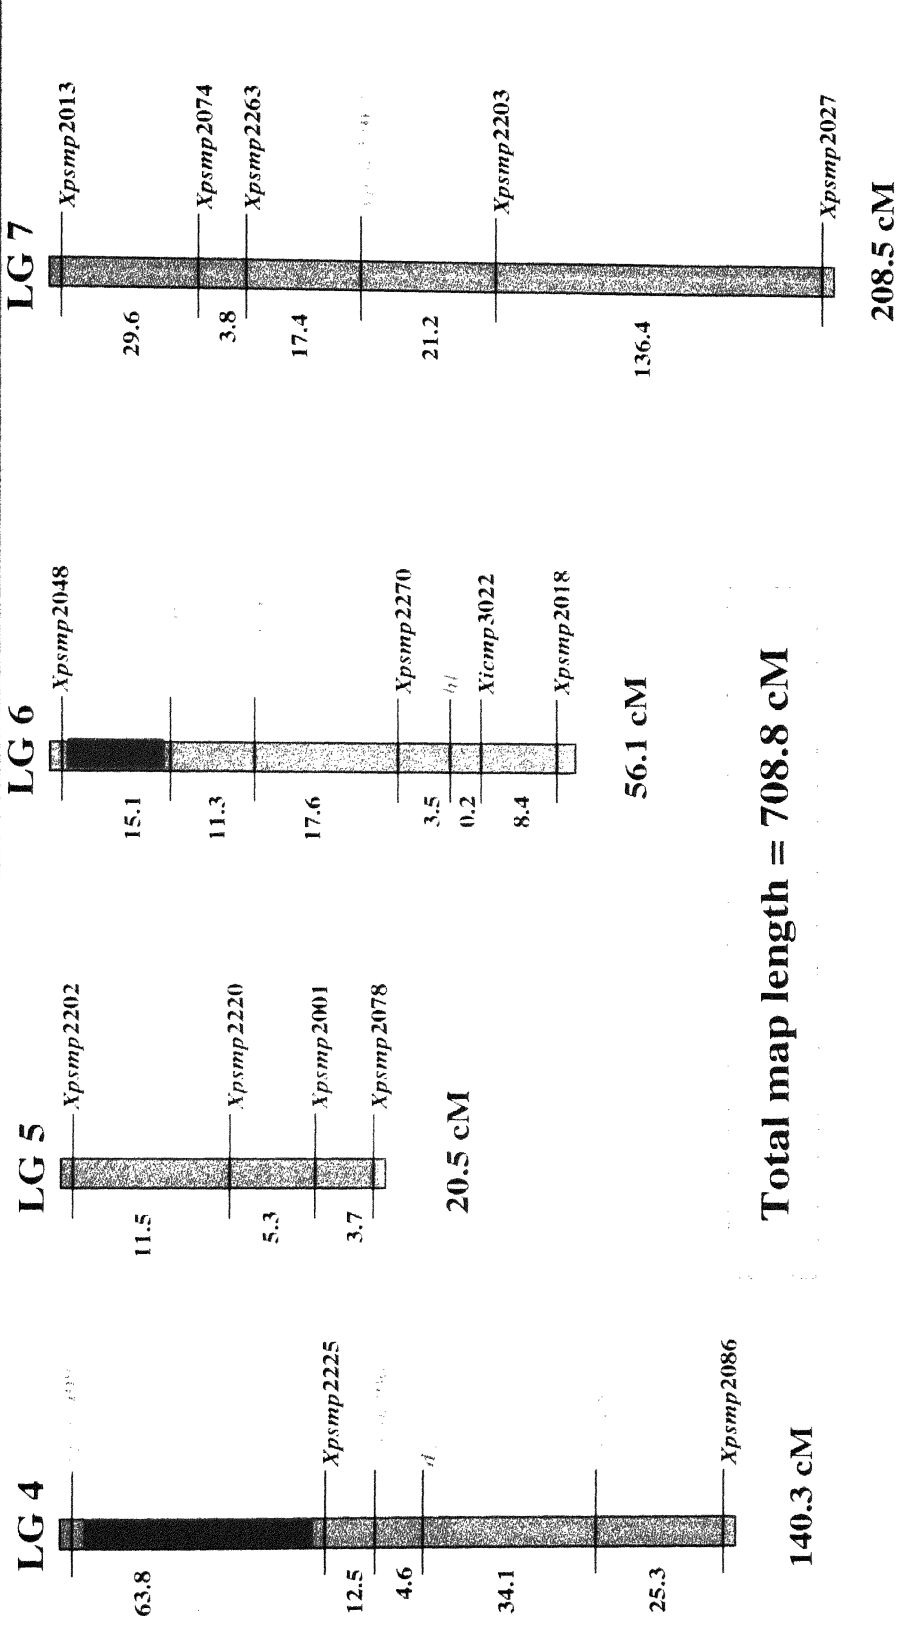 LG 4
63.8
12.5
4.6
34.1
25.3
Xpsmp2225
Xpsmp2086
140.3 cM
LG 5
11.5
5.3
3.7
Xpsmp2202
Xpsmp2220
Xpsmp2001
Xpsmp2078
20.5 cM
LG 6
15.1
11.3
17.6
3.5
0.2
8.4
Xpsmp2048
Xpsmp2270
Xicmp3022
Xpsmp2018
56.1 cM
LG 7
29.6
3.8
17.4
21.2
136.4
Xpsmp2013
Xpsmp2074
Xpsmp2263
Xpsmp2203
Xpsmp2027
208.5 cM
Total map length = 708.8 cM